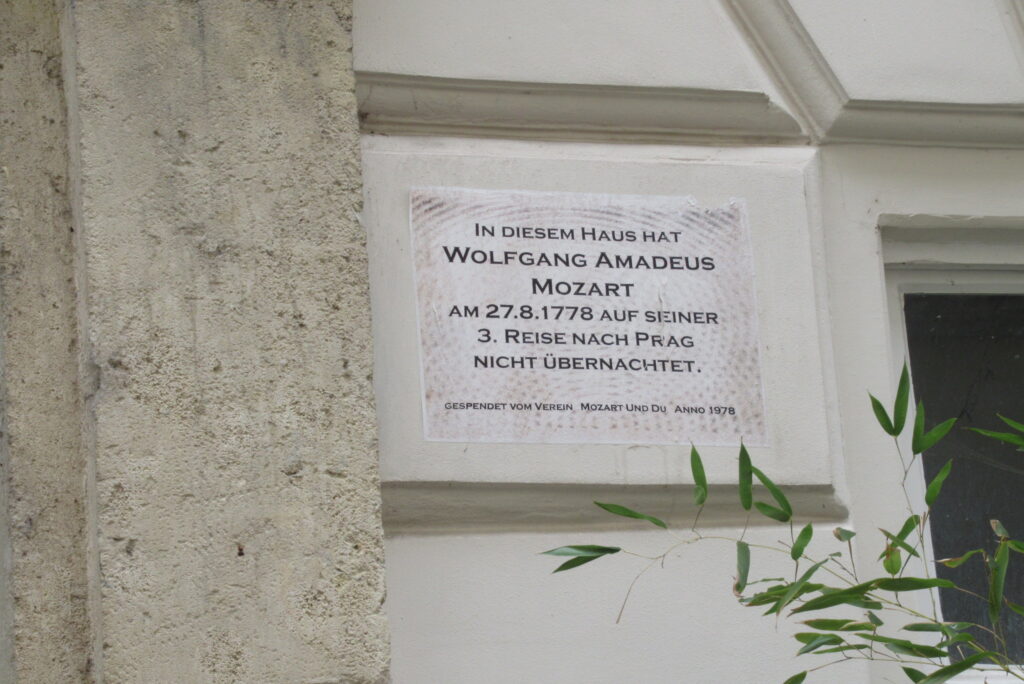 In diesem Haus hat
Wolfgang Amadeus
Mozart
am 27.8.1778 auf seiner
3. Reise nach Prag
nicht übernachtet.
gespendet vom Verein Mozart und Du Anno 1978